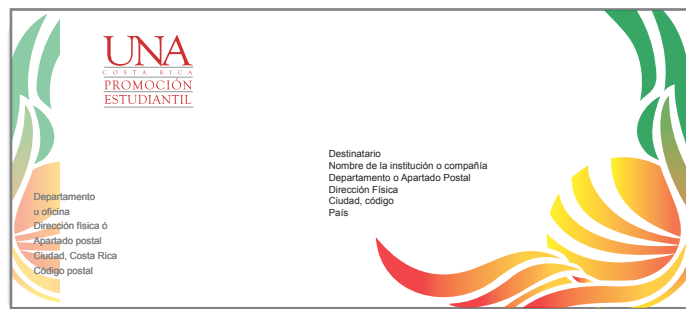 UNA
COSTA RICA
PROMOCIÓN
ESTUDIANTIL
Destinatario
Nombre de la institución o compañía
Departamento o Apartado Postal
Dirección Física
Ciudad, código
País
Departamento
u oficina
Dirección física ó
Apartado postal
Ciudad, Costa Rica
Código postal